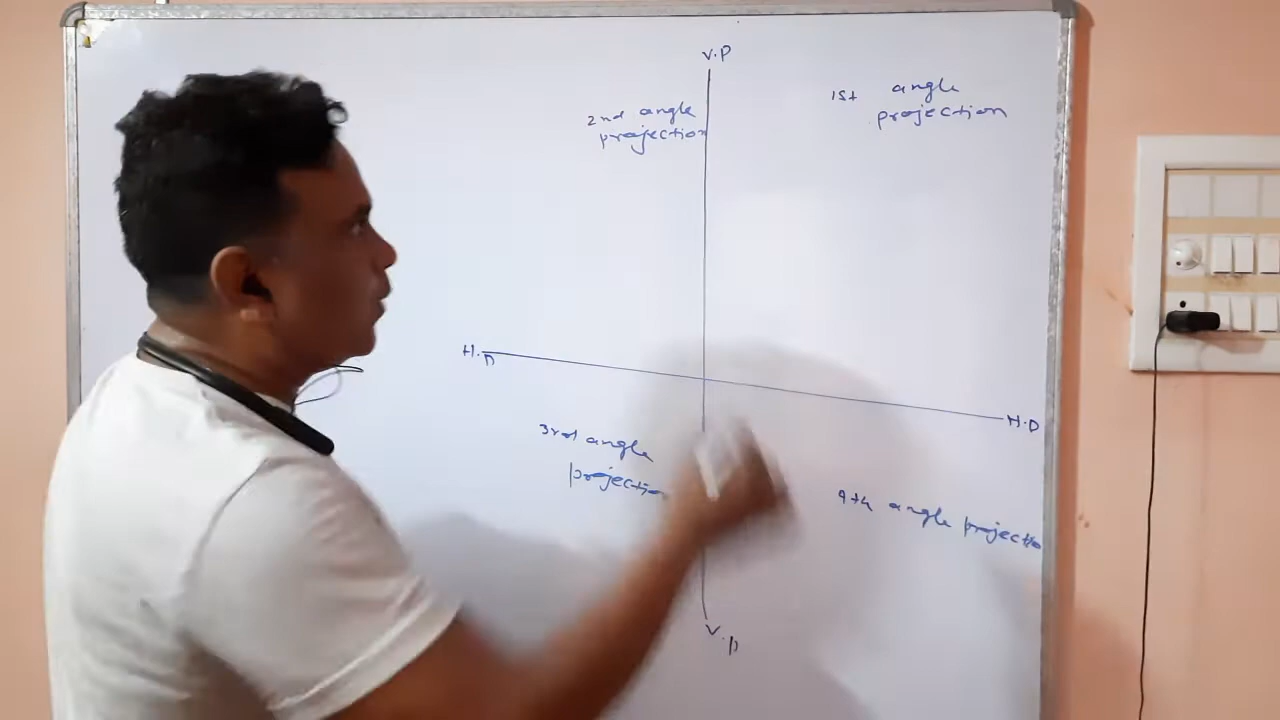 V.P
1st angle
projection
2nd angle
projection
H.P
H.P
3rd angle
projection
4th angle projection
V.P